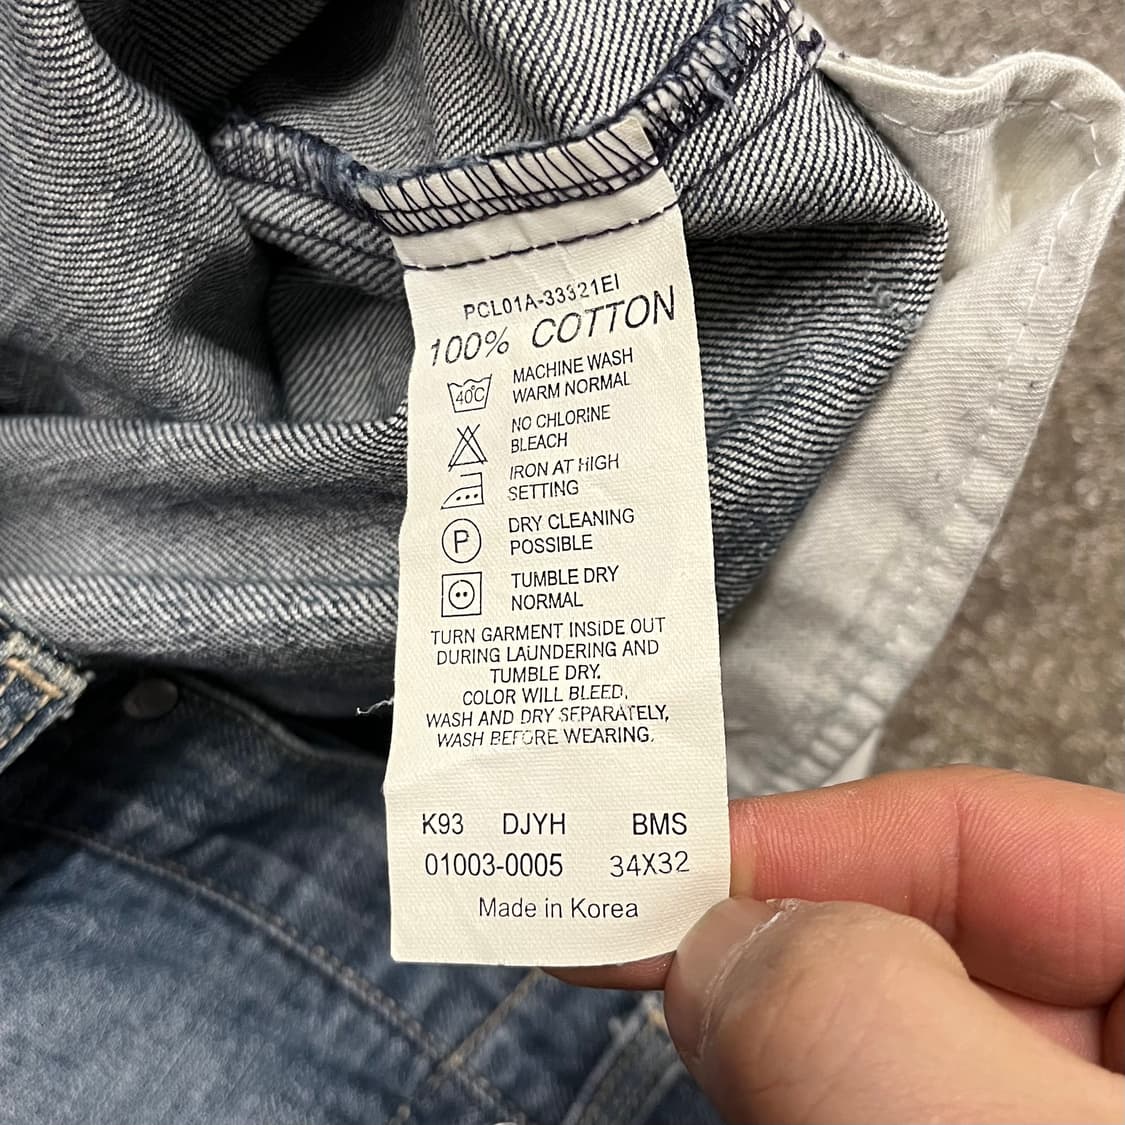 PCL01A-33321EI
100% COTTON
40°C MACHINE WASH
WARM NORMAL
NO CHLORINE
BLEACH
IRON AT HIGH
SETTING
P DRY CLEANING
POSSIBLE
TUMBLE DRY
NORMAL
TURN GARMENT INSIDE OUT
DURING LAUNDERING AND
TUMBLE DRY.
COLOR WILL BLEED,
WASH AND DRY SEPARATELY,
WASH BEFORE WEARING.
K93 DJYH BMS
01003-0005 34X32
Made in Korea